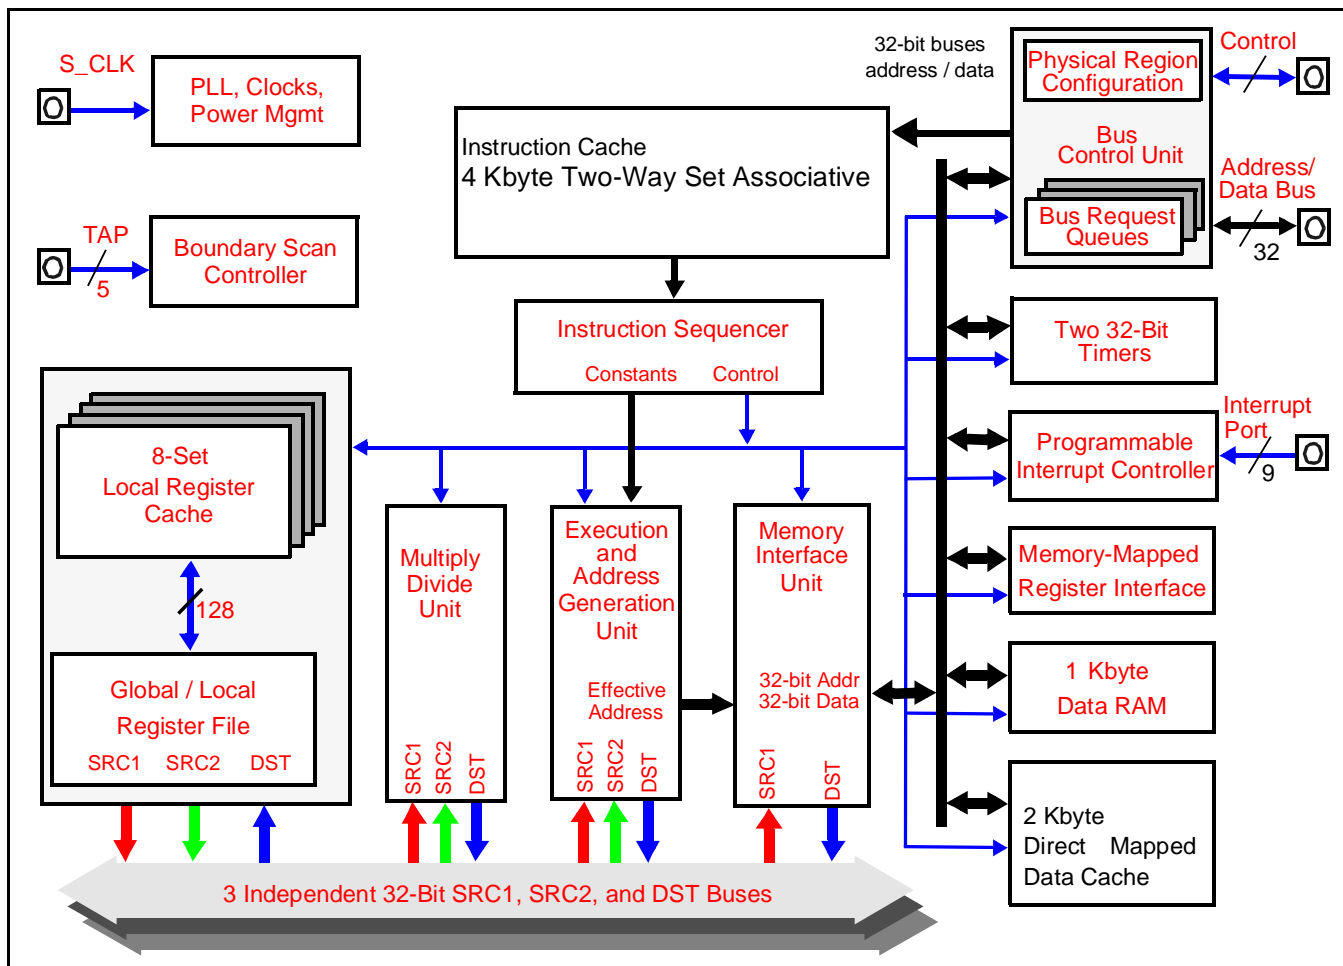 S_CLK
PLL, Clocks,
Power Mgmt
TAP
5
Boundary Scan
Controller
32-bit buses
address / data
Instruction Cache
4 Kbyte Two-Way Set Associative
Physical Region
Configuration
Control
Bus
Control Unit
Bus Request
Queues
Address/
Data Bus
32
Instruction Sequencer
Constants
Control
Two 32-Bit
Timers
8-Set
Local Register
Cache
128
Global / Local
Register File
SRC1
SRC2
DST
Multiply
Divide
Unit
SRC1
SRC2
DST
Execution
and
Address
Generation
Unit
Effective
Address
SRC1
SRC2
DST
Memory
Interface
Unit
32-bit Addr
32-bit Data
SRC1
DST
Programmable
Interrupt Controller
Interrupt
Port
9
Memory-Mapped
Register Interface
1 Kbyte
Data RAM
2 Kbyte
Direct Mapped
Data Cache
3 Independent 32-Bit SRC1, SRC2, and DST Buses